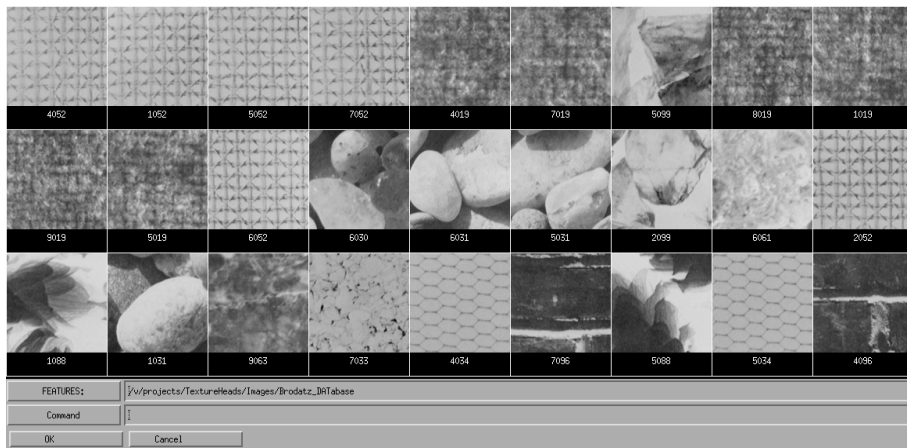 4052 1052 5052 7052 4019 7019 5099 8019 1019
9019 5019 6052 6030 6031 5031 2099 6061 2052
1088 1031 9063 7033 4034 7096 5088 5034 4096
FEATURES: /v/projects/TextureHeads/Images/Brodatz_DATabase
Command
OK Cancel